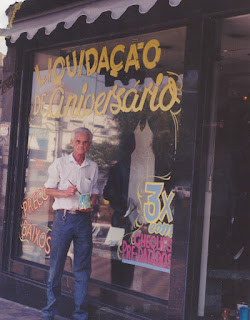 LIQUIDAÇÃO
DE aniversário
PREÇOS
BAIXOS
3X
com
CHEQUES
PRÉ-DATADOS